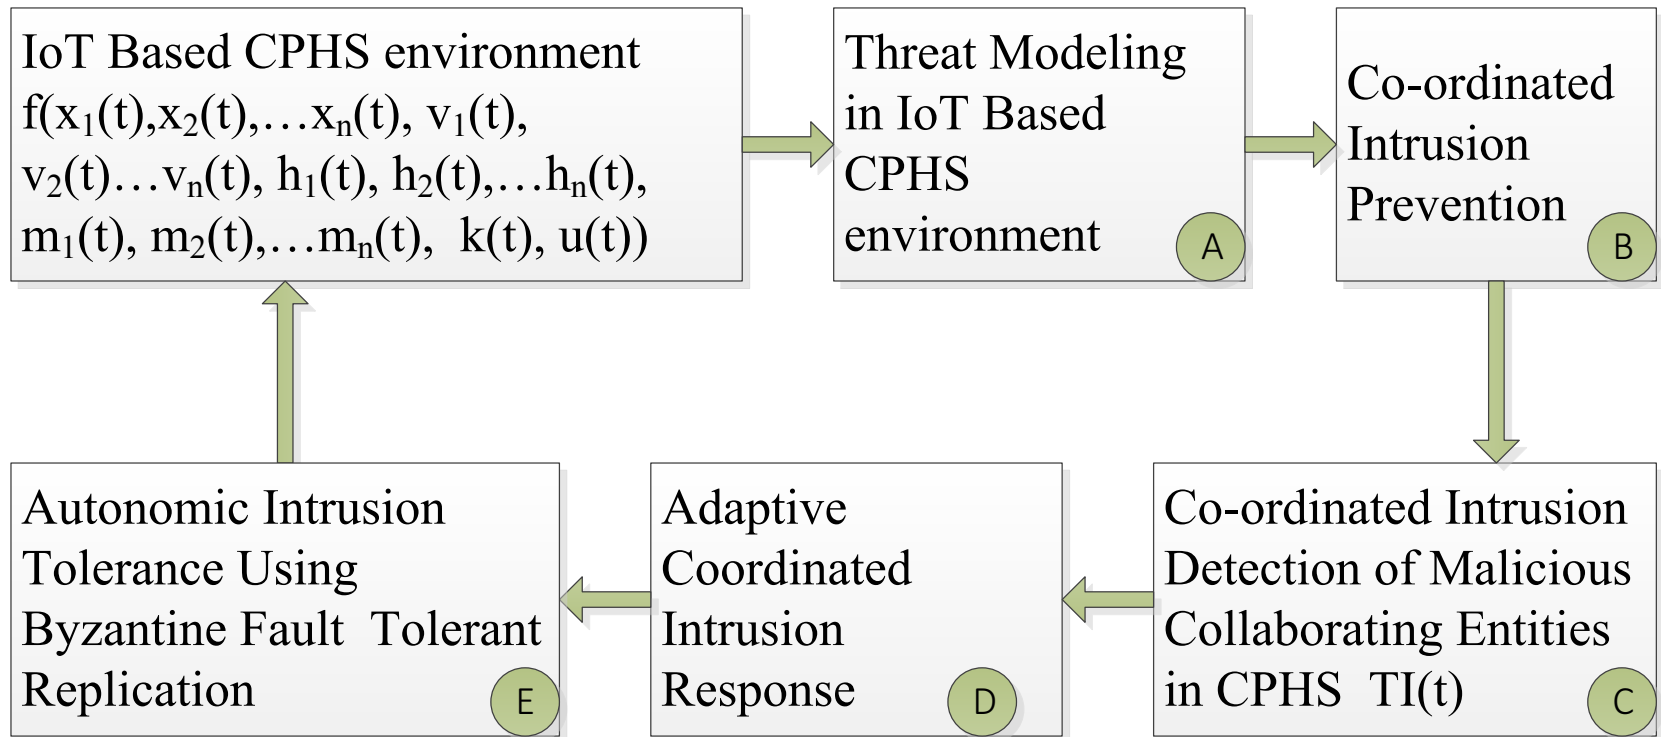 IoT Based CPHS environment
f(x₁(t),x₂(t),…xₙ(t), v₁(t),
v₂(t)…vₙ(t), h₁(t), h₂(t),…hₙ(t),
m₁(t), m₂(t),…mₙ(t),  k(t), u(t))
Threat Modeling
in IoT Based
CPHS
environment
A
Co-ordinated
Intrusion
Prevention
B
Autonomic Intrusion
Tolerance Using
Byzantine Fault  Tolerant
Replication
E
Adaptive
Coordinated
Intrusion
Response
D
Co-ordinated Intrusion
Detection of Malicious
Collaborating Entities
in CPHS  TI(t)
C